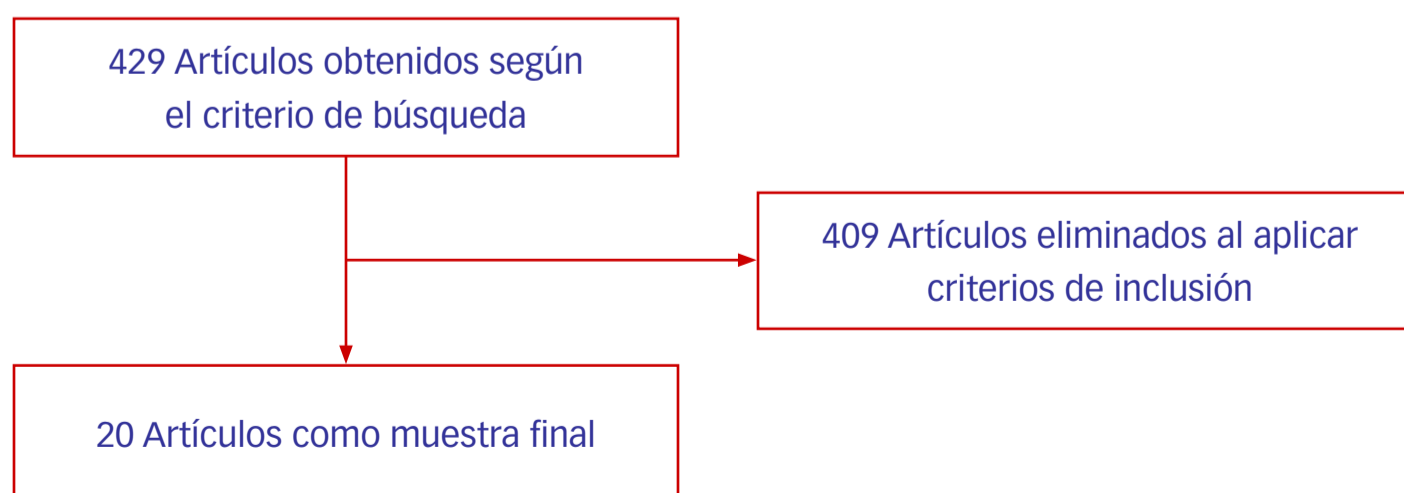 429 Artículos obtenidos según
el criterio de búsqueda
409 Artículos eliminados al aplicar
criterios de inclusión
20 Artículos como muestra final